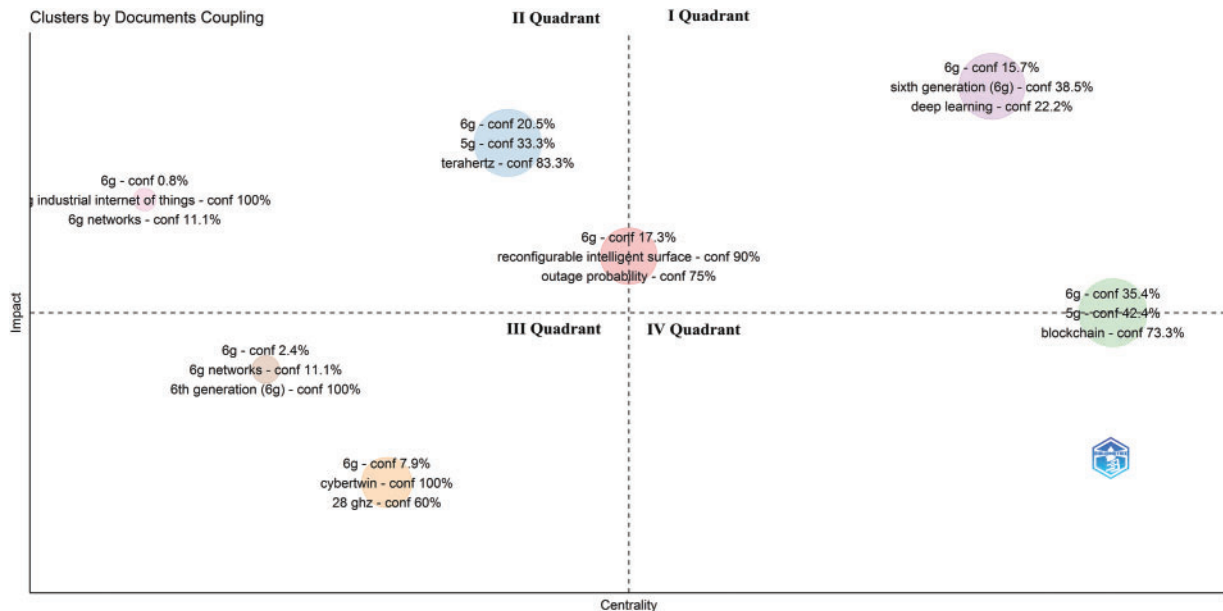 Clusters by Documents Coupling
II Quadrant
I Quadrant
6g - conf 15.7%
sixth generation (6g) - conf 38.5%
deep learning - conf 22.2%
6g - conf 20.5%
5g - conf 33.3%
terahertz - conf 83.3%
6g - conf 0.8%
g industrial internet of things - conf 100%
6g networks - conf 11.1%
6g - conf 17.3%
reconfigurable intelligent surface - conf 90%
outage probability - conf 75%
6g - conf 35.4%
5g - conf 42.4%
blockchain - conf 73.3%
Impact
III Quadrant
IV Quadrant
6g - conf 2.4%
6g networks - conf 11.1%
6th generation (6g) - conf 100%
6g - conf 7.9%
cybertwin - conf 100%
28 ghz - conf 60%
Centrality